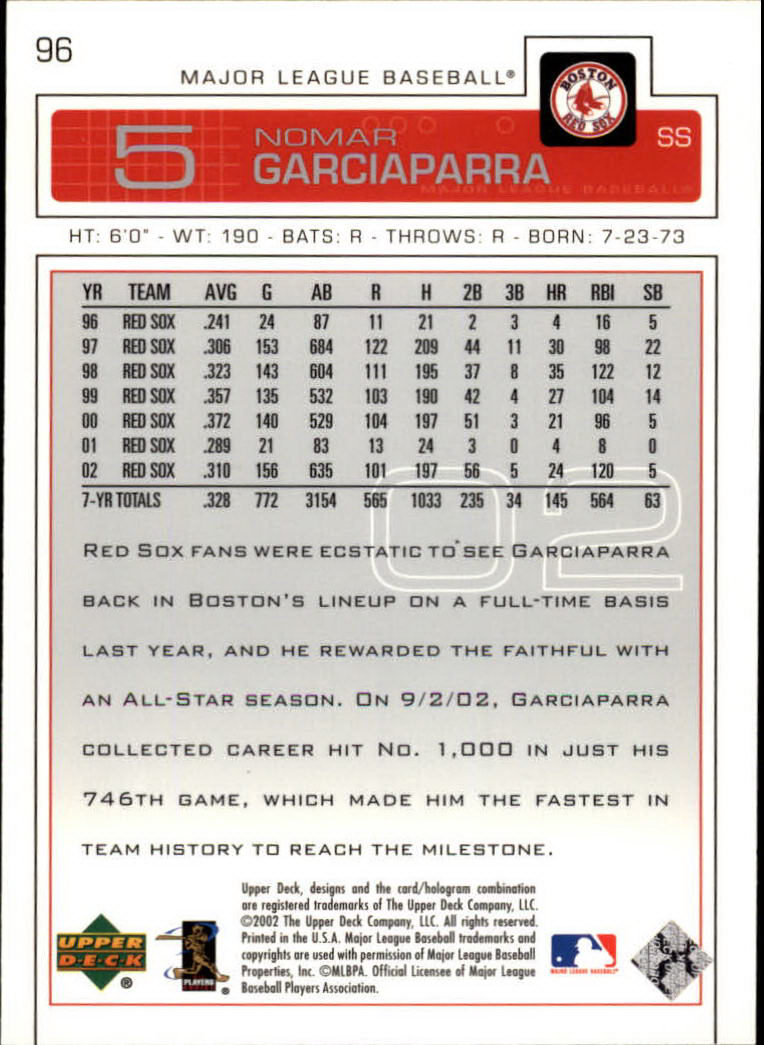 96
MAJOR LEAGUE BASEBALL®
BOSTON
RED SOX
5
NOMAR
SS
GARCIAPARRA
MAJOR LEAGUE BASEBALL®
HT: 6'0" - WT: 190 - BATS: R - THROWS: R - BORN: 7-23-73
YR TEAM AVG G AB R H 2B 3B HR RBI SB
96 RED SOX .241 24 87 11 21 2 3 4 16 5
97 RED SOX .306 153 684 122 209 44 11 30 98 22
98 RED SOX .323 143 604 111 195 37 8 35 122 12
99 RED SOX .357 135 532 103 190 42 4 27 104 14
00 RED SOX .372 140 529 104 197 51 3 21 96 5
01 RED SOX .289 21 83 13 24 3 0 4 8 0
02 RED SOX .310 156 635 101 197 56 5 24 120 5
7-YR TOTALS .328 772 3154 565 1033 235 34 145 564 63
02
RED SOX FANS WERE ECSTATIC TO SEE GARCIAPARRA
BACK IN BOSTON'S LINEUP ON A FULL-TIME BASIS
LAST YEAR, AND HE REWARDED THE FAITHFUL WITH
AN ALL-STAR SEASON. ON 9/2/02, GARCIAPARRA
COLLECTED CAREER HIT NO. 1,000 IN JUST HIS
746TH GAME, WHICH MADE HIM THE FASTEST IN
TEAM HISTORY TO REACH THE MILESTONE.
Upper Deck, designs and the card/hologram combination
are registered trademarks of The Upper Deck Company, LLC.
©2002 The Upper Deck Company, LLC. All rights reserved.
Printed in the U.S.A. Major League Baseball trademarks and
copyrights are used with permission of Major League Baseball
Properties, Inc. ©MLBPA. Official Licensee of Major League
Baseball Players Association.
UPPER
D·E·C·K
®
PLAYERS
®
MAJOR LEAGUE BASEBALL®